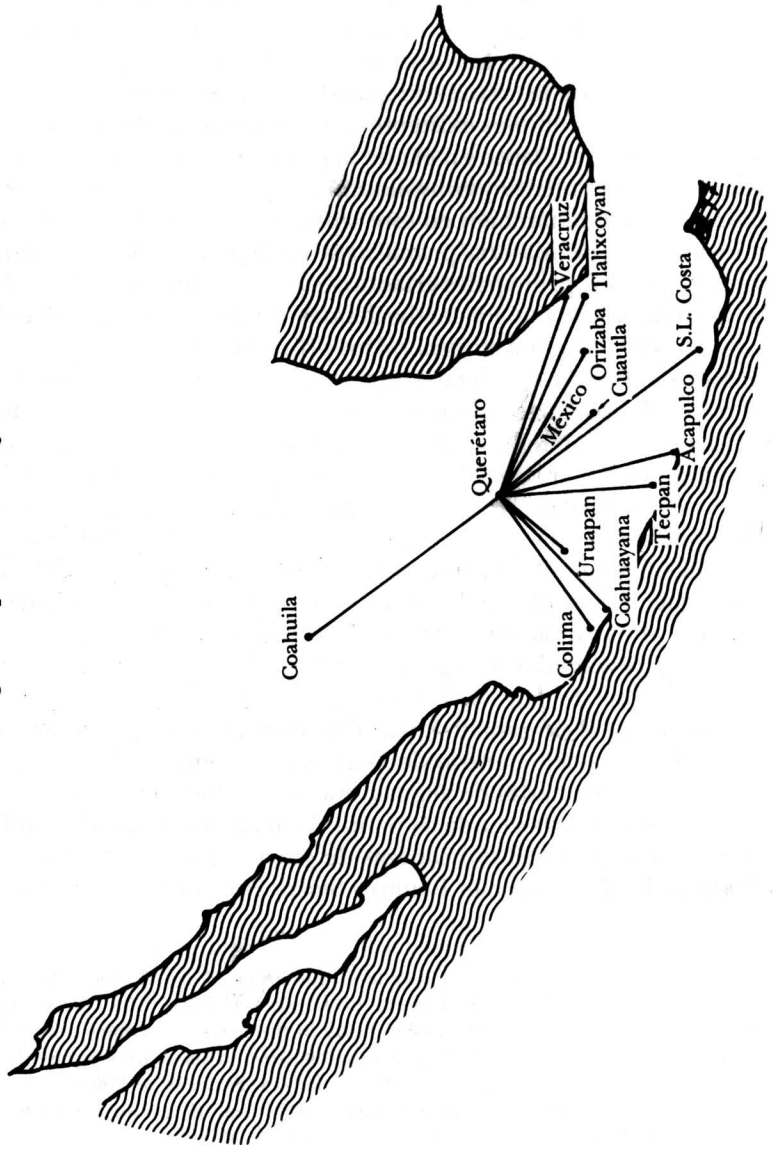 Coahuila
Querétaro
México
Veracruz
Tlalixcoyan
Orizaba
Cuautla
Uruapan
Colima
Coahuayana
Tecpan
Acapulco
S.L. Costa